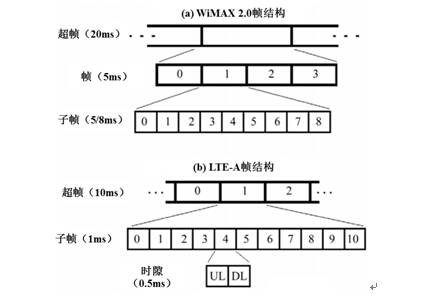 (a) WiMAX 2.0帧结构
超帧（20ms）
帧（5ms） 0 1 2 3
子帧（5/8ms） 0 1 2 3 4 5 6 7 8
(b) LTE-A帧结构
超帧（10ms） ··· 0 1 2 ···
子帧（1ms） 0 1 2 3 4 5 6 7 8 9 10
时隙 UL DL
（0.5ms）